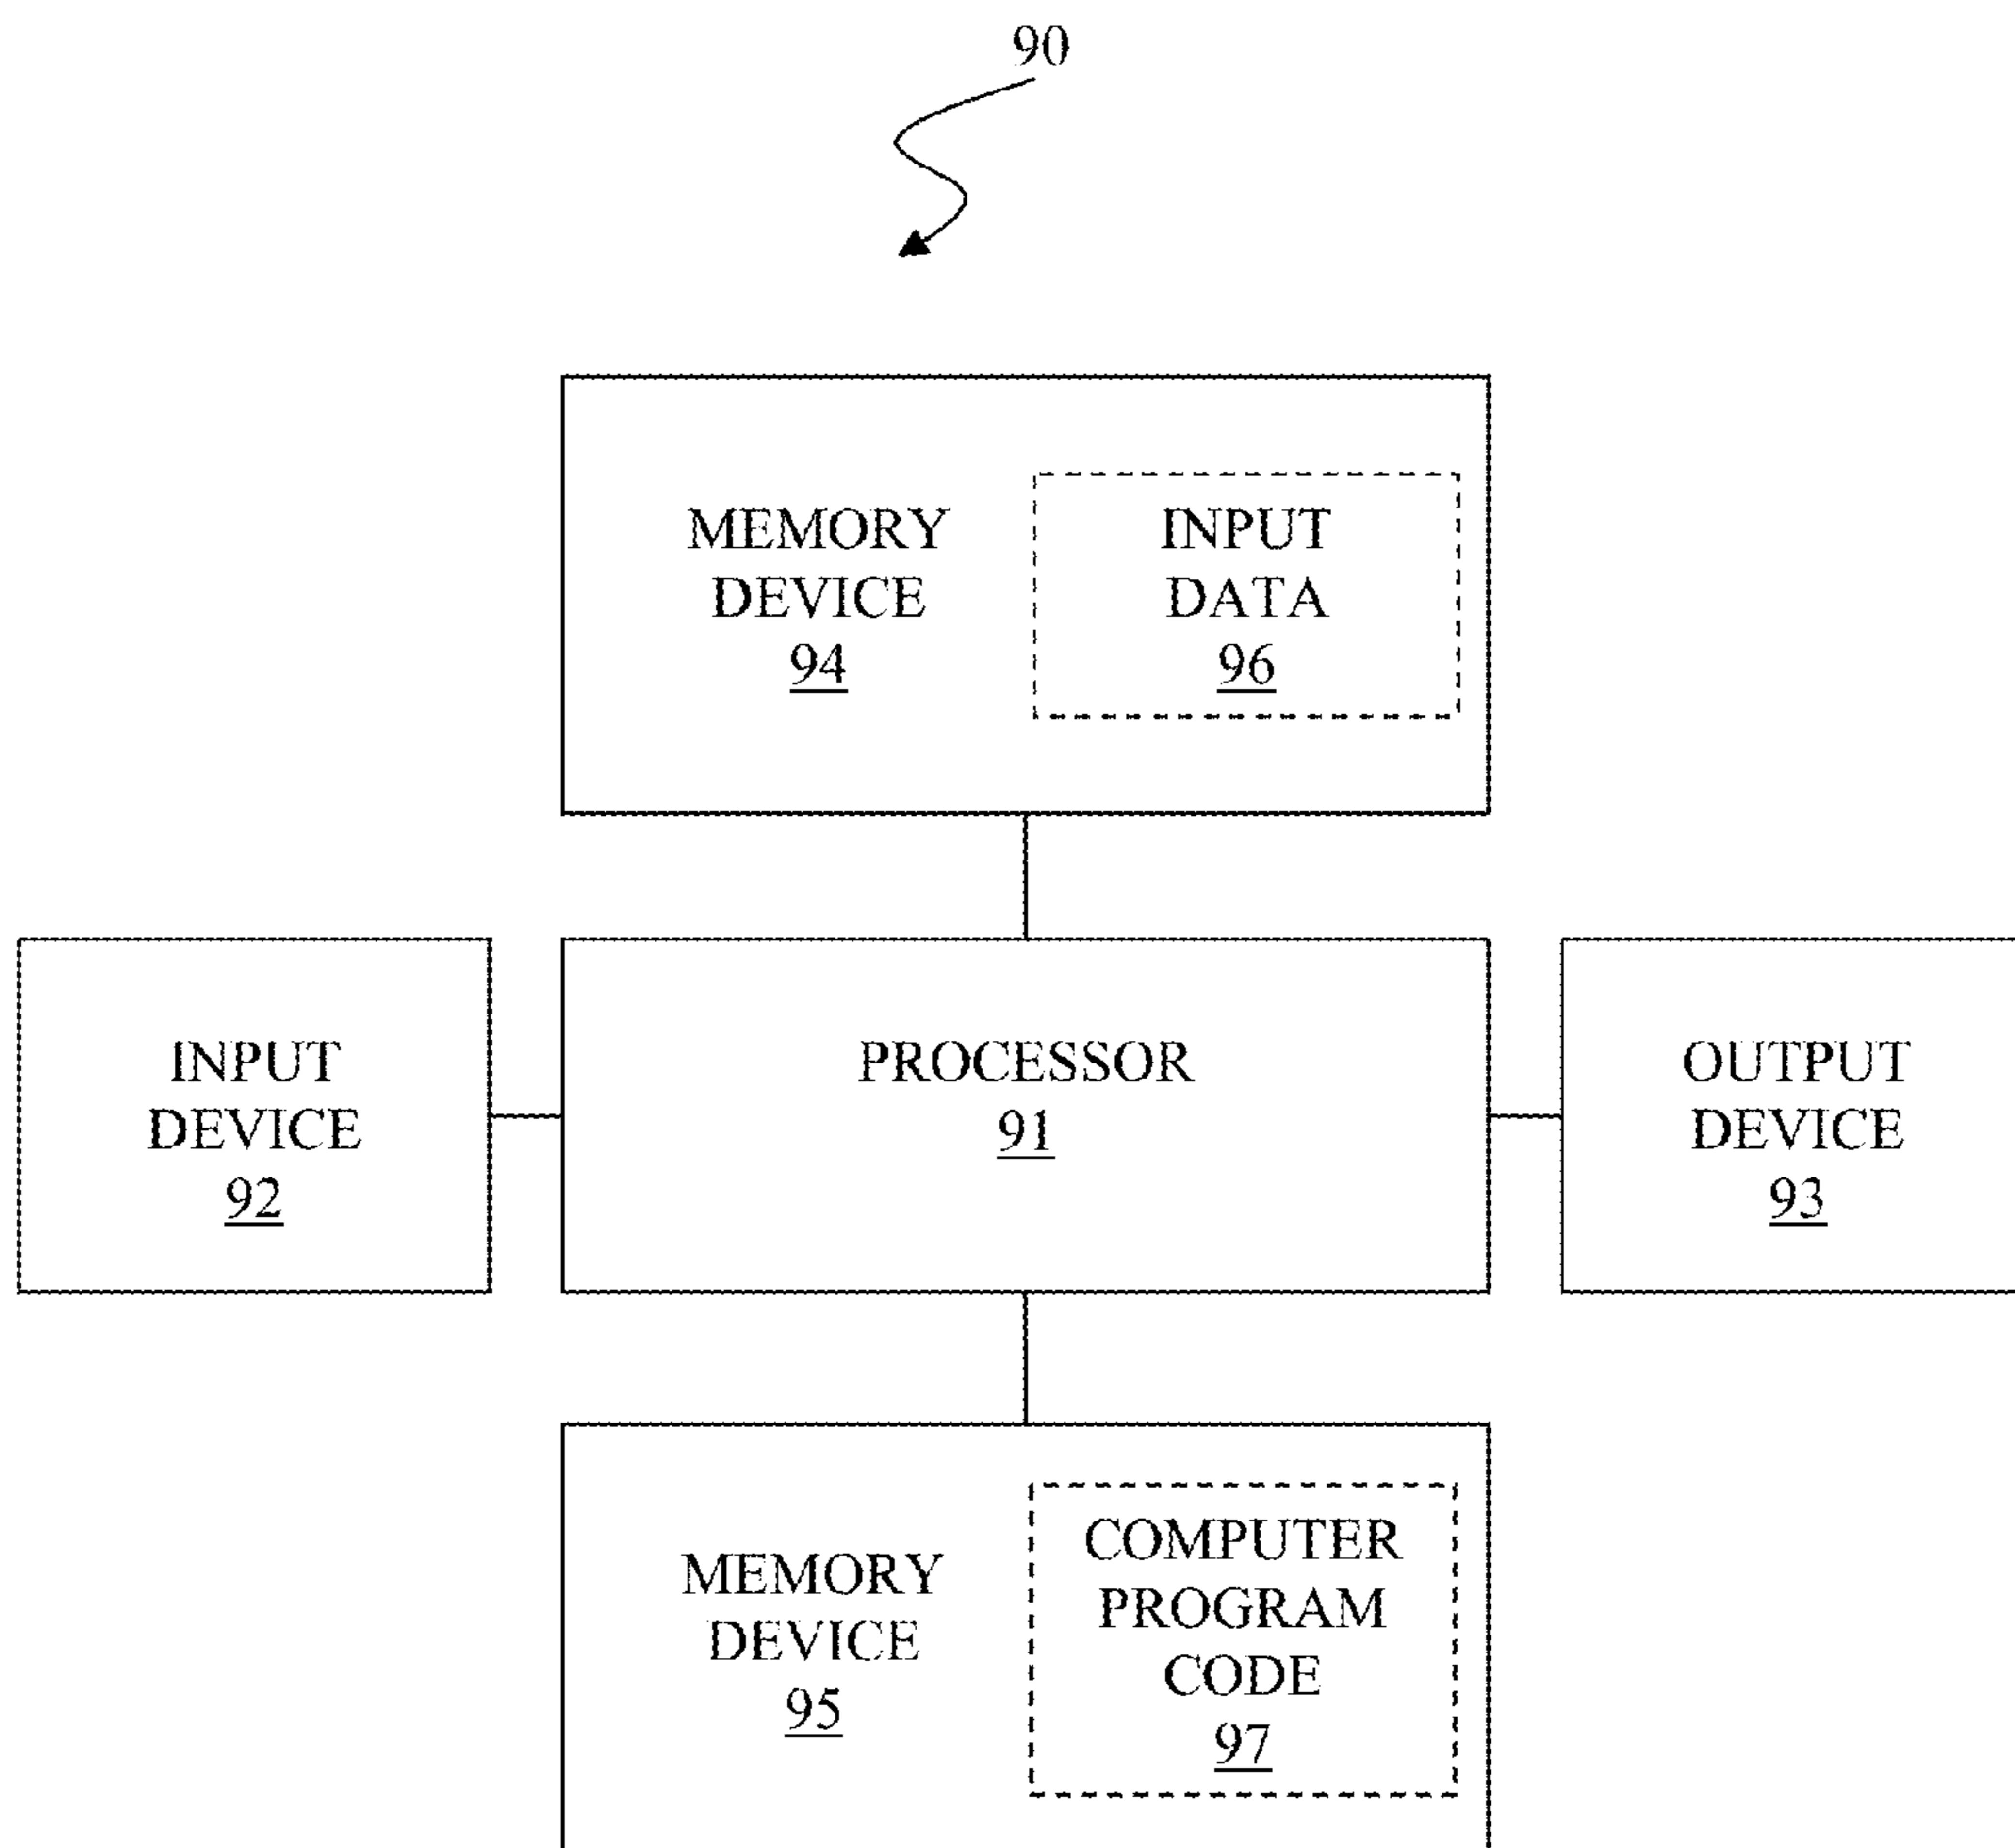 90
MEMORY
DEVICE
94
INPUT
DATA
96
INPUT
DEVICE
92
PROCESSOR
91
OUTPUT
DEVICE
93
MEMORY
DEVICE
95
COMPUTER
PROGRAM
CODE
97